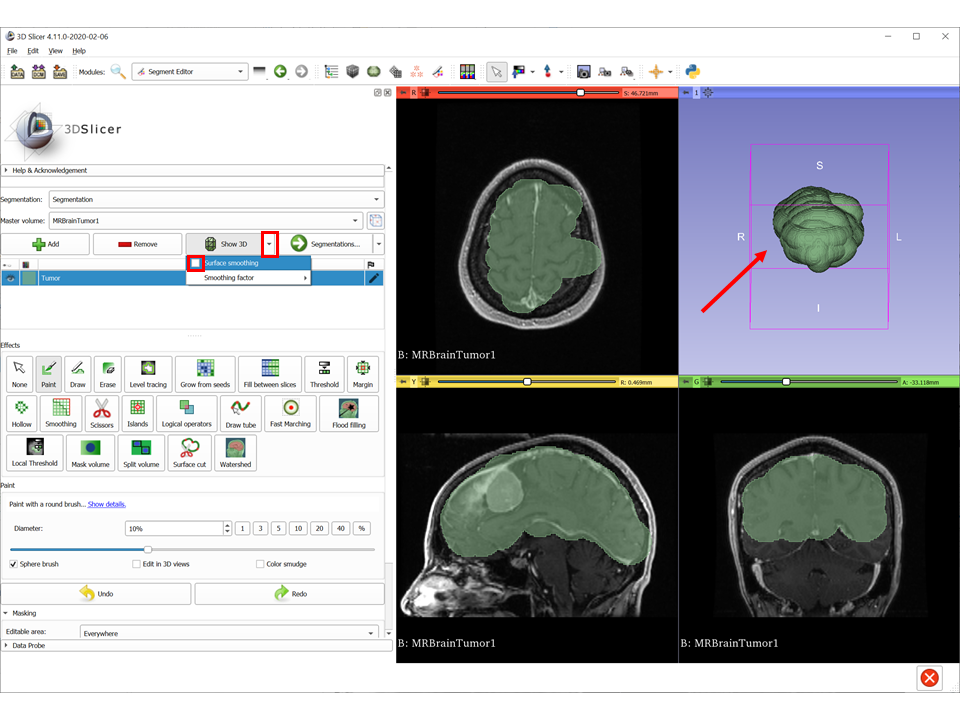 3D Slicer 4.11.0-2020-02-06
File Edit View Help
DATA DCM SAVE Modules: Segment Editor
3DSlicer
Help & Acknowledgement
Segmentation: Segmentation
Master volume: MRBrainTumor1
Add Remove Show 3D Segmentations...
Surface smoothing
Smoothing factor
Tumor
Effects
None Paint Draw Erase Level tracing Grow from seeds Fill between slices Threshold Margin
Hollow Smoothing Scissors Islands Logical operators Draw tube Fast Marching Flood filling
Local Threshold Mask volume Split volume Surface cut Watershed
Paint
Paint with a round brush... Show details.
Diameter: 10% 1 3 5 10 20 40 %
Sphere brush Edit in 3D views Color smudge
Undo Redo
Masking
Editable area: Everywhere
Data Probe
R S: 46.721mm
B: MRBrainTumor1
1
S
R L
I
Y R: 0.469mm
B: MRBrainTumor1
G A: -33.118mm
B: MRBrainTumor1